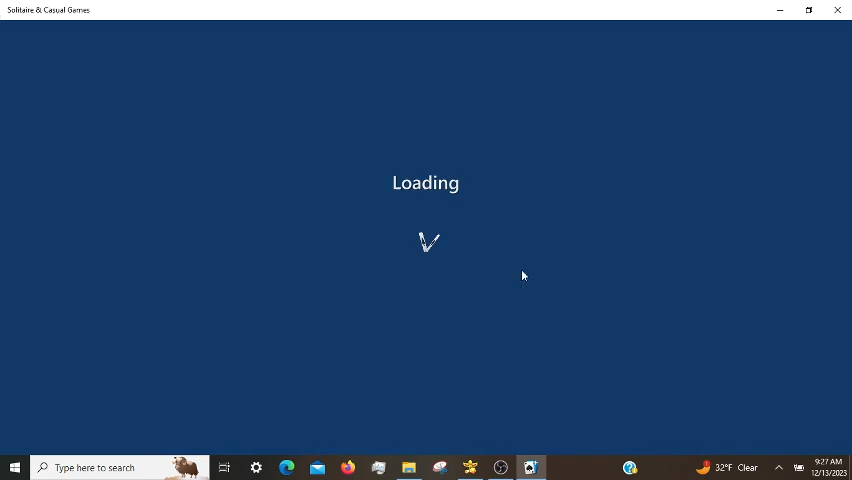 Solitaire & Casual Games
Loading
Type here to search
32°F Clear
9:27 AM
12/13/2023